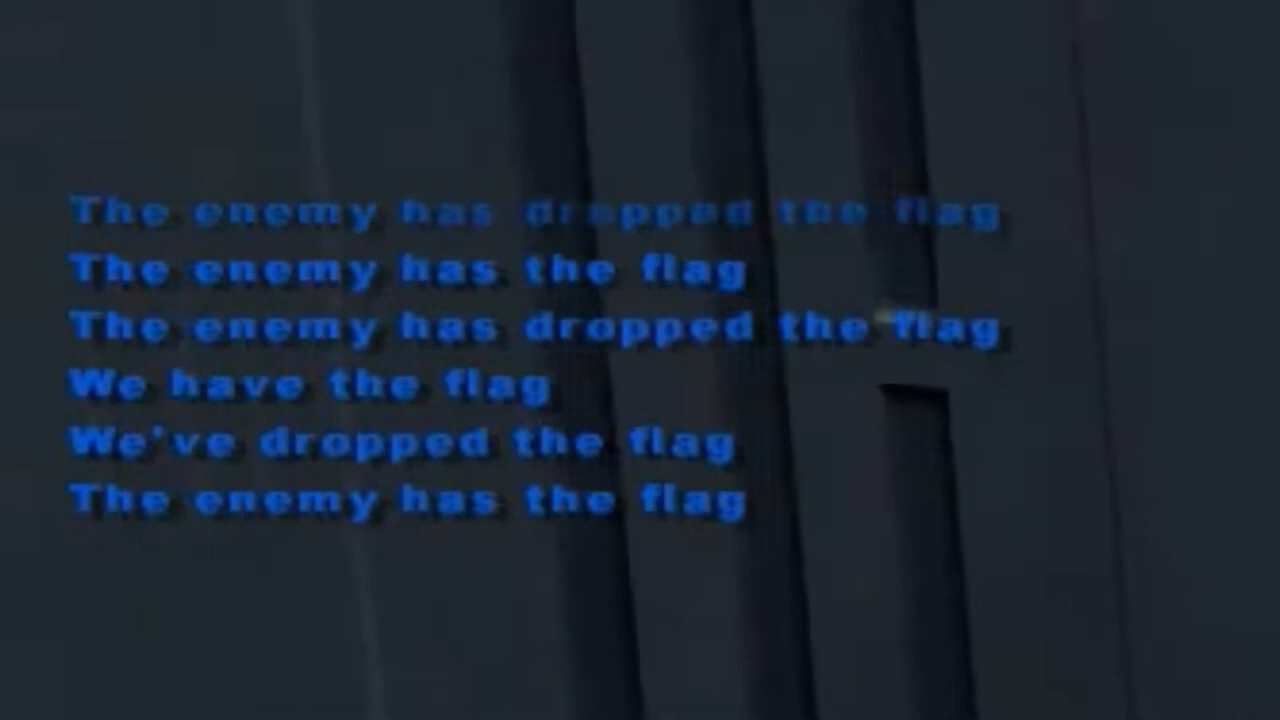 The enemy has dropped the flag
The enemy has the flag
The enemy has dropped the flag
We have the flag
We've dropped the flag
The enemy has the flag